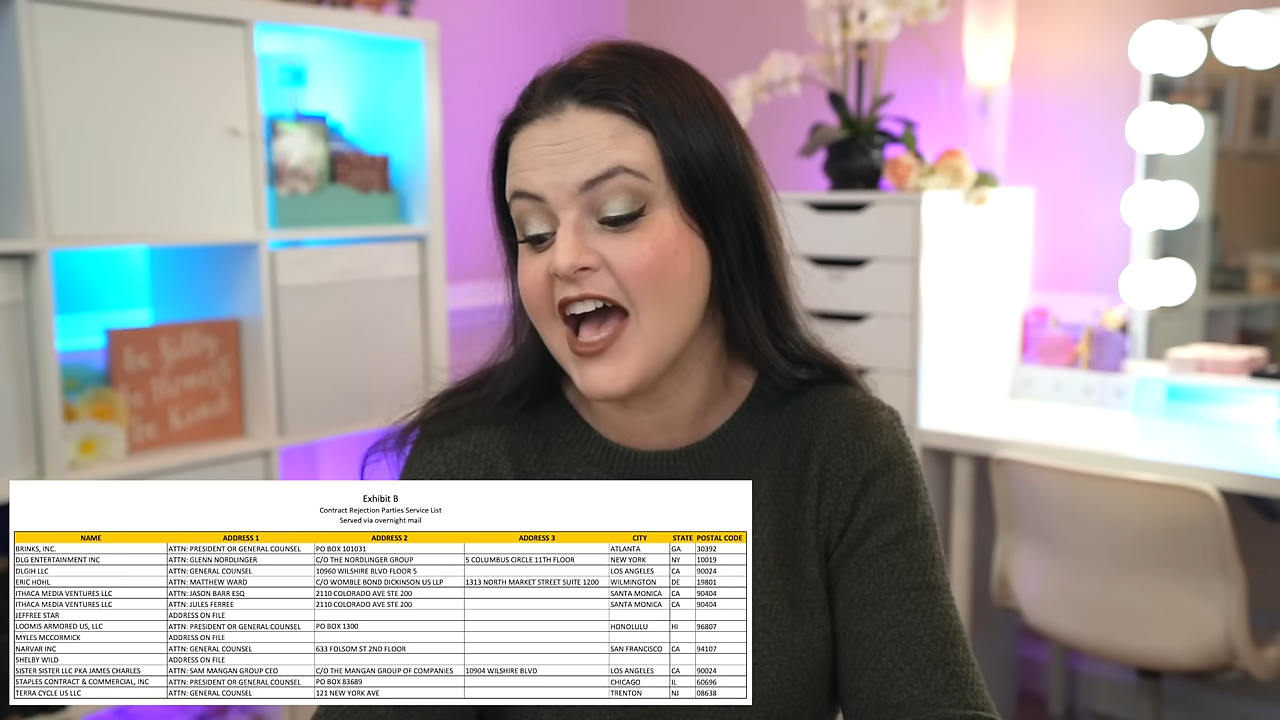 be Silly
be Honest
be Kind
Exhibit B
Contract Rejection Parties Service List
Served via overnight mail
NAME ADDRESS 1 ADDRESS 2 ADDRESS 3 CITY STATE POSTAL CODE
BRINKS, INC. ATTN: PRESIDENT OR GENERAL COUNSEL PO BOX 101031 ATLANTA GA 30392
DLG ENTERTAINMENT INC ATTN: GLENN NORDLINGER C/O THE NORDLINGER GROUP 5 COLUMBUS CIRCLE 11TH FLOOR NEW YORK NY 10019
DLGIH LLC ATTN: GENERAL COUNSEL 10960 WILSHIRE BLVD FLOOR 5 LOS ANGELES CA 90024
ERIC HOHL ATTN: MATTHEW WARD C/O WOMBLE BOND DICKINSON US LLP 1313 NORTH MARKET STREET SUITE 1200 WILMINGTON DE 19801
ITHACA MEDIA VENTURES LLC ATTN: JASON BARR ESQ 2110 COLORADO AVE STE 200 SANTA MONICA CA 90404
ITHACA MEDIA VENTURES LLC ATTN: JULES FERREE 2110 COLORADO AVE STE 200 SANTA MONICA CA 90404
JEFFREE STAR ADDRESS ON FILE
LOOMIS ARMORED US, LLC ATTN: PRESIDENT OR GENERAL COUNSEL PO BOX 1300 HONOLULU HI 96807
MYLES MCCORMICK ADDRESS ON FILE
NARVAR INC ATTN: GENERAL COUNSEL 633 FOLSOM ST 2ND FLOOR SAN FRANCISCO CA 94107
SHELBY WILD ADDRESS ON FILE
SISTER SISTER LLC PKA JAMES CHARLES ATTN: SAM MANGAN GROUP CEO C/O THE MANGAN GROUP OF COMPANIES 10904 WILSHIRE BLVD LOS ANGELES CA 90024
STAPLES CONTRACT & COMMERCIAL, INC ATTN: PRESIDENT OR GENERAL COUNSEL PO BOX 83689 CHICAGO IL 60696
TERRA CYCLE US LLC ATTN: GENERAL COUNSEL 121 NEW YORK AVE TRENTON NJ 08638